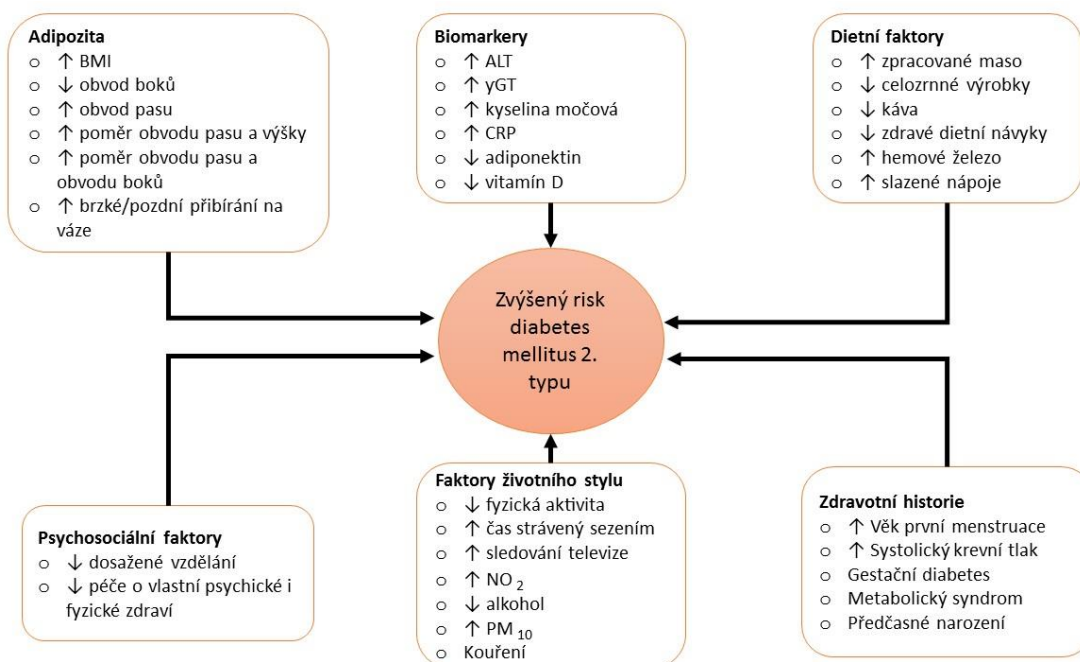 Adipozita
o ↑ BMI
o ↓ obvod boků
o ↑ obvod pasu
o ↑ poměr obvodu pasu a výšky
o ↑ poměr obvodu pasu a
obvodu boků
o ↑ brzké/pozdní přibírání na
váze
Biomarkery
o ↑ ALT
o ↑ yGT
o ↑ kyselina močová
o ↑ CRP
o ↓ adiponektin
o ↓ vitamín D
Dietní faktory
o ↑ zpracované maso
o ↓ celozrnné výrobky
o ↓ káva
o ↓ zdravé dietní návyky
o ↑ hemové železo
o ↑ slazené nápoje
Zvýšený risk
diabetes
mellitus 2.
typu
Psychosociální faktory
o ↓ dosažené vzdělání
o ↓ péče o vlastní psychické i
fyzické zdraví
Faktory životního stylu
o ↓ fyzická aktivita
o ↑ čas strávený sezením
o ↑ sledování televize
o ↑ NO 2
o ↓ alkohol
o ↑ PM 10
o Kouření
Zdravotní historie
o ↑ Věk první menstruace
o ↑ Systolický krevní tlak
o Gestační diabetes
o Metabolický syndrom
o Předčasné narození